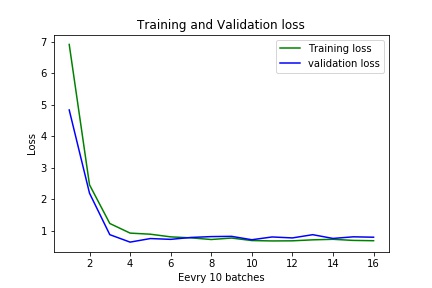 Training and Validation loss
Training loss
validation loss
7
6
5
4
3
2
1
Loss
2 4 6 8 10 12 14 16
Eevry 10 batches